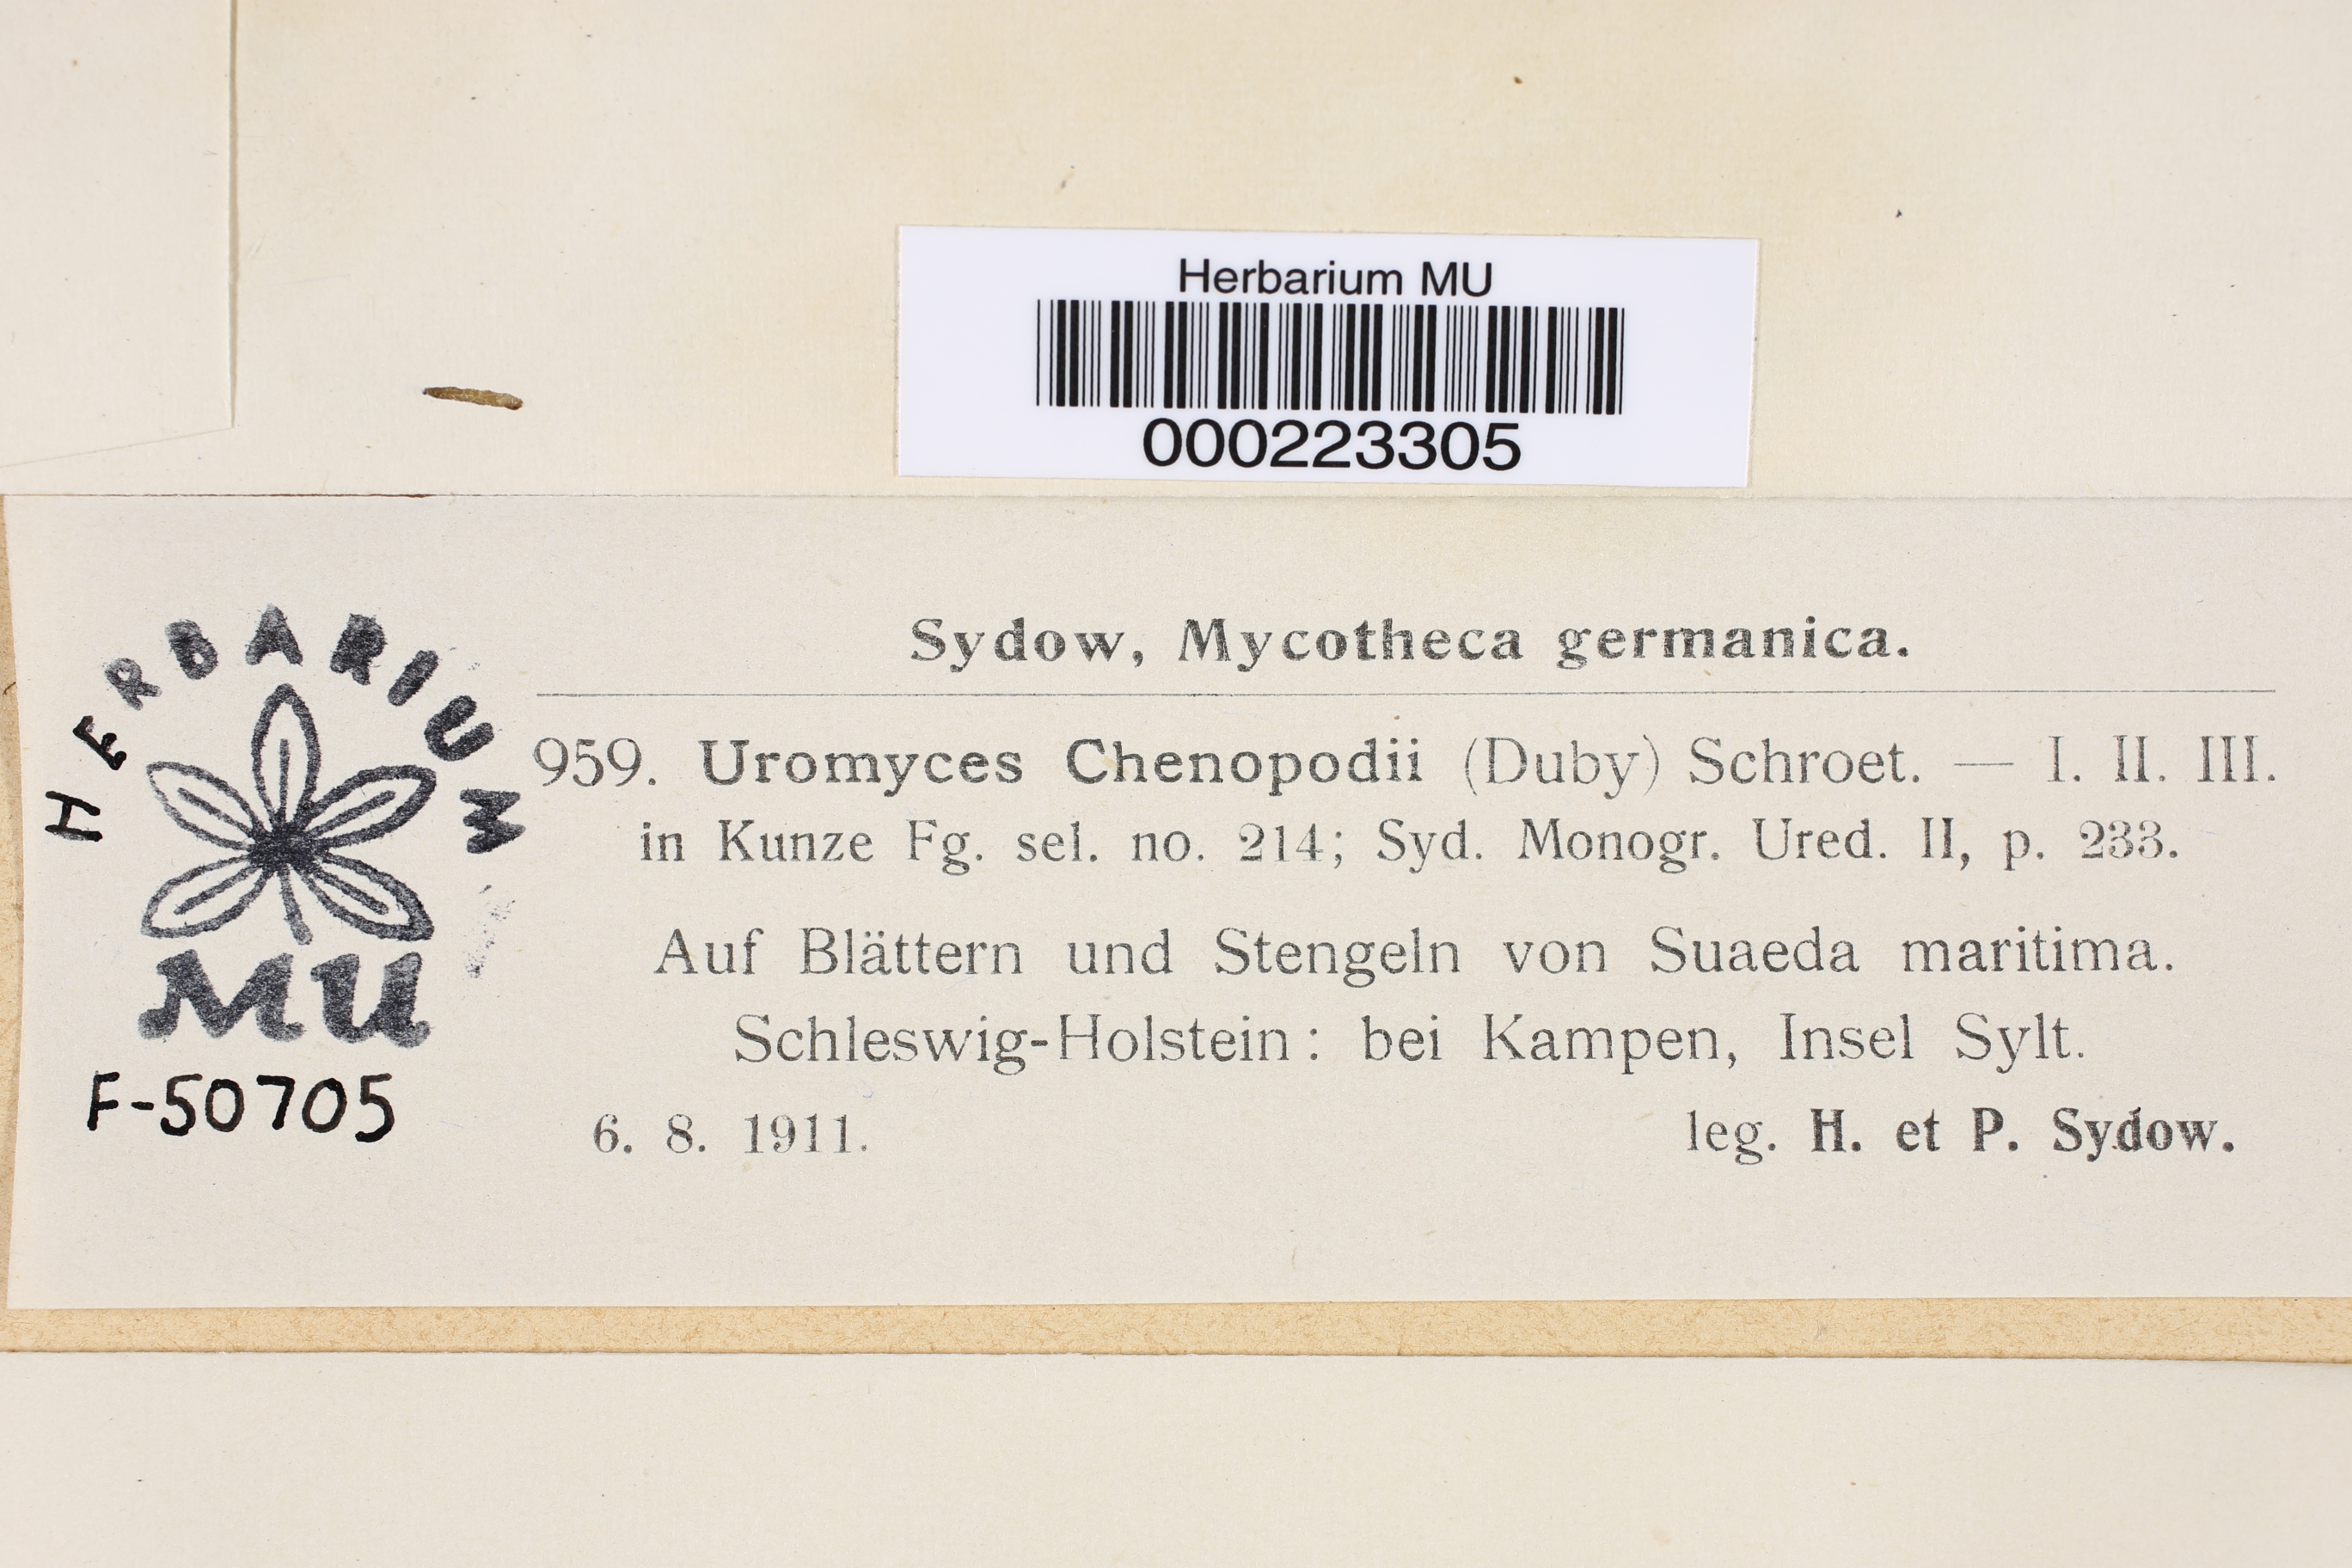 Herbarium MU
000223305
HERBARIUM
MU
F-50705
Sydow, Mycotheca germanica.
959. Uromyces Chenopodii (Duby) Schroet. — I. II. III.
in Kunze Fg. sel. no. 214; Syd. Monogr. Ured. II, p. 233.
Auf Blättern und Stengeln von Suaeda maritima.
Schleswig-Holstein: bei Kampen, Insel Sylt.
6. 8. 1911. leg. H. et P. Sydow.